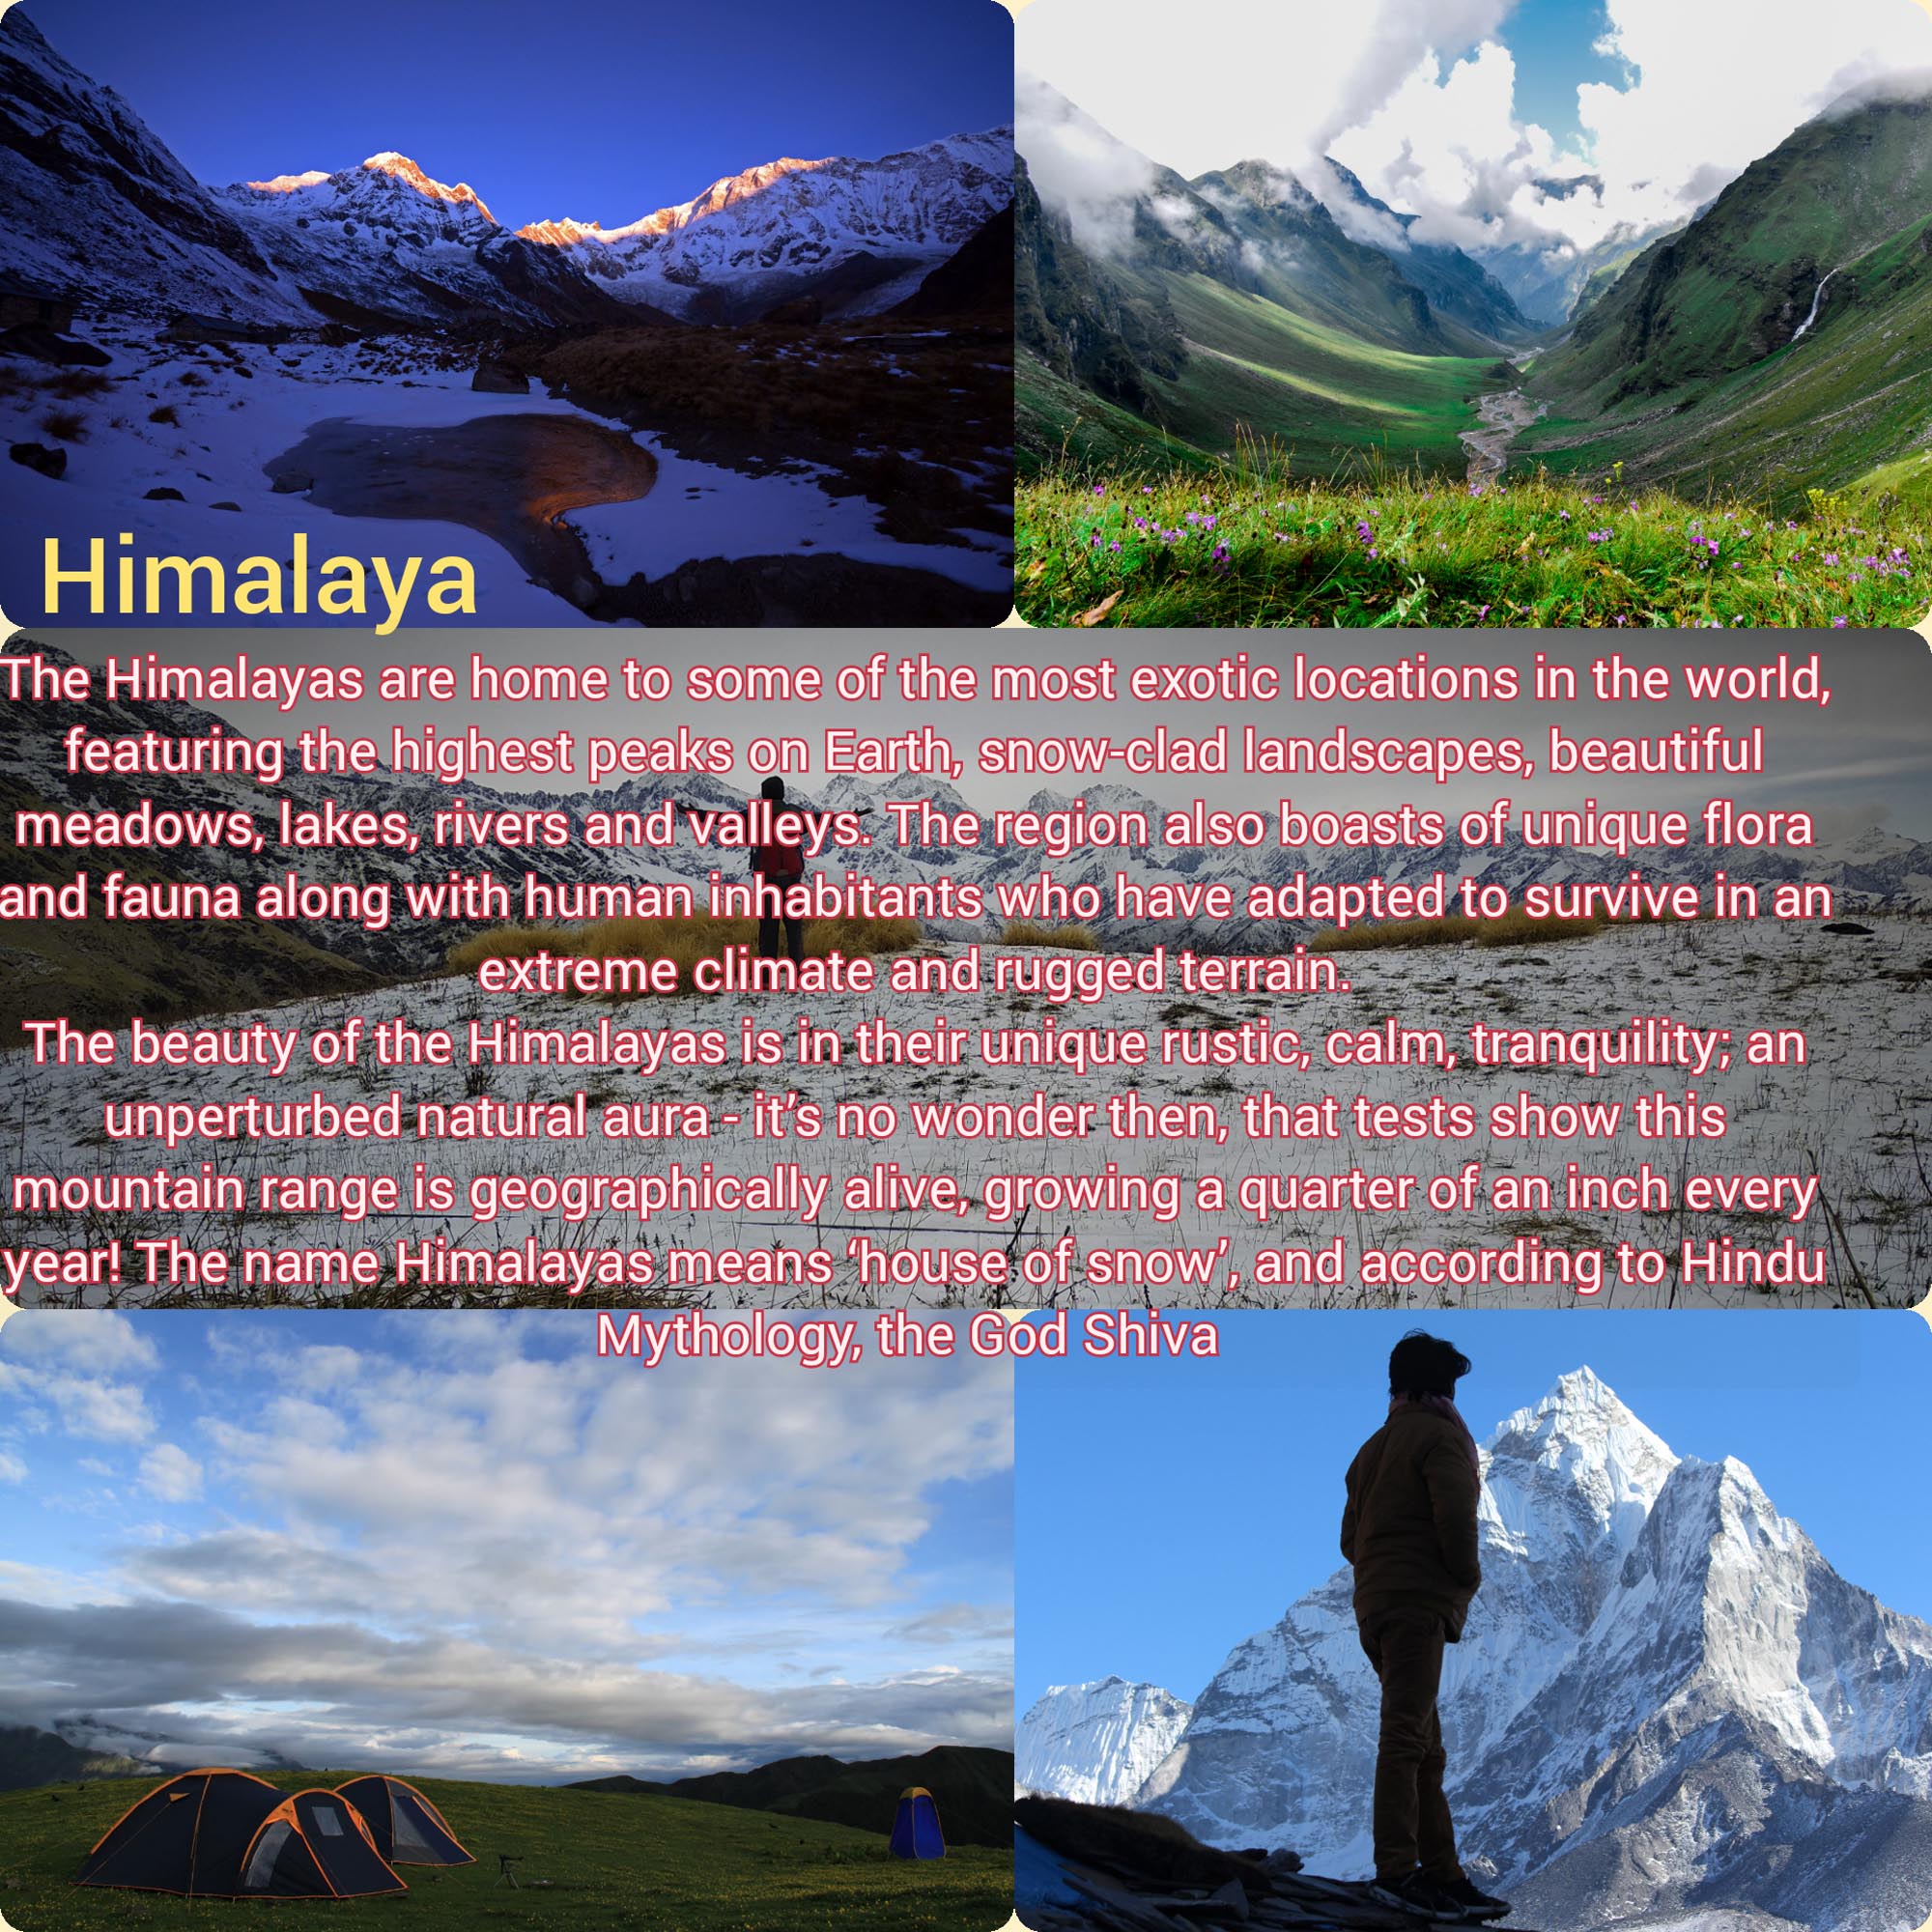 Himalaya
The Himalayas are home to some of the most exotic locations in the world,
featuring the highest peaks on Earth, snow-clad landscapes, beautiful
meadows, lakes, rivers and valleys. The region also boasts of unique flora
and fauna along with human inhabitants who have adapted to survive in an
extreme climate and rugged terrain.
The beauty of the Himalayas is in their unique rustic, calm, tranquility; an
unperturbed natural aura - it’s no wonder then, that tests show this
mountain range is geographically alive, growing a quarter of an inch every
year! The name Himalayas means ‘house of snow’, and according to Hindu
Mythology, the God Shiva